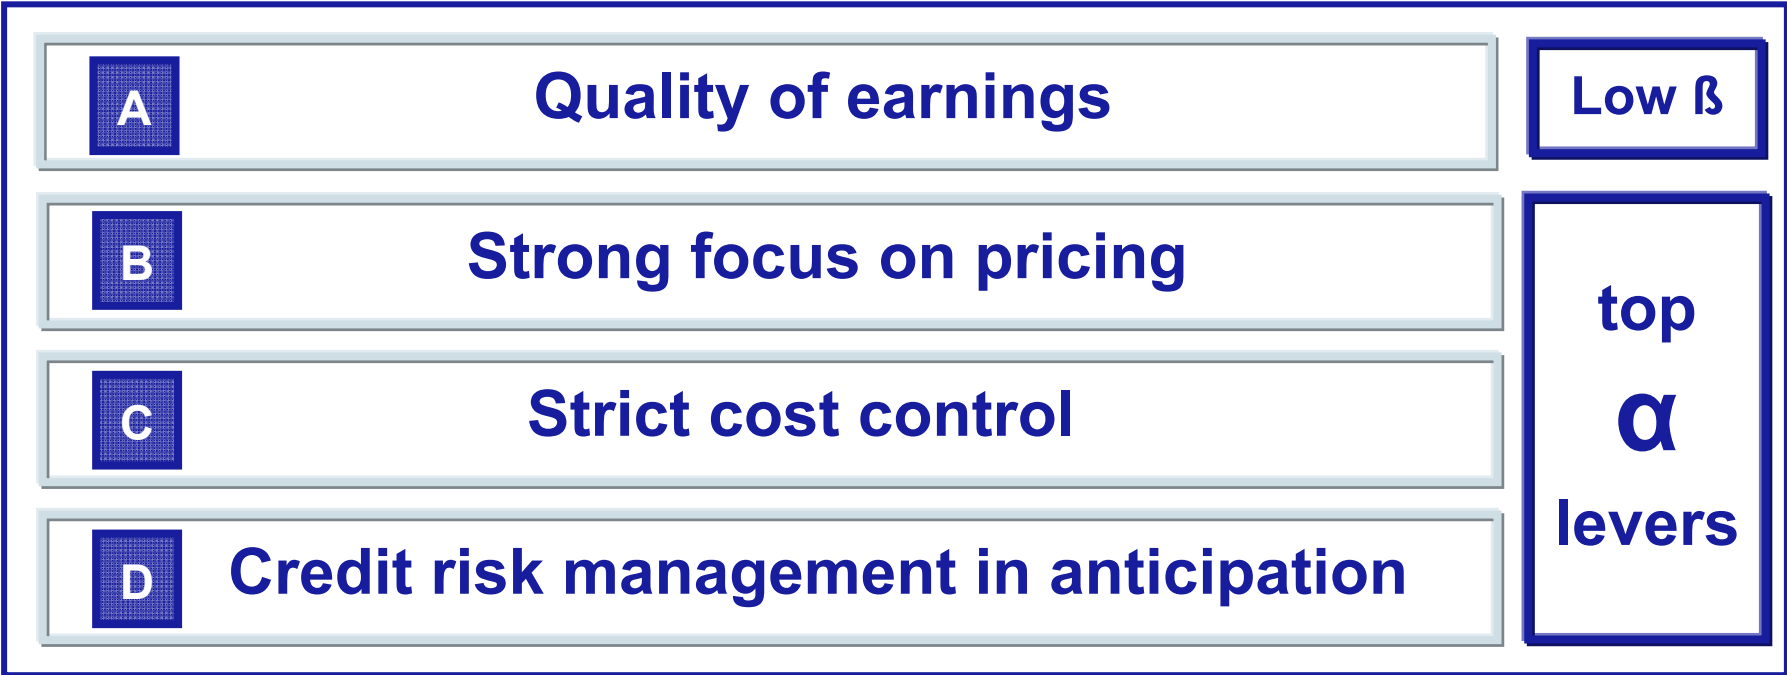 A Quality of earnings Low ß
B Strong focus on pricing
C Strict cost control
D Credit risk management in anticipation
top
α
levers